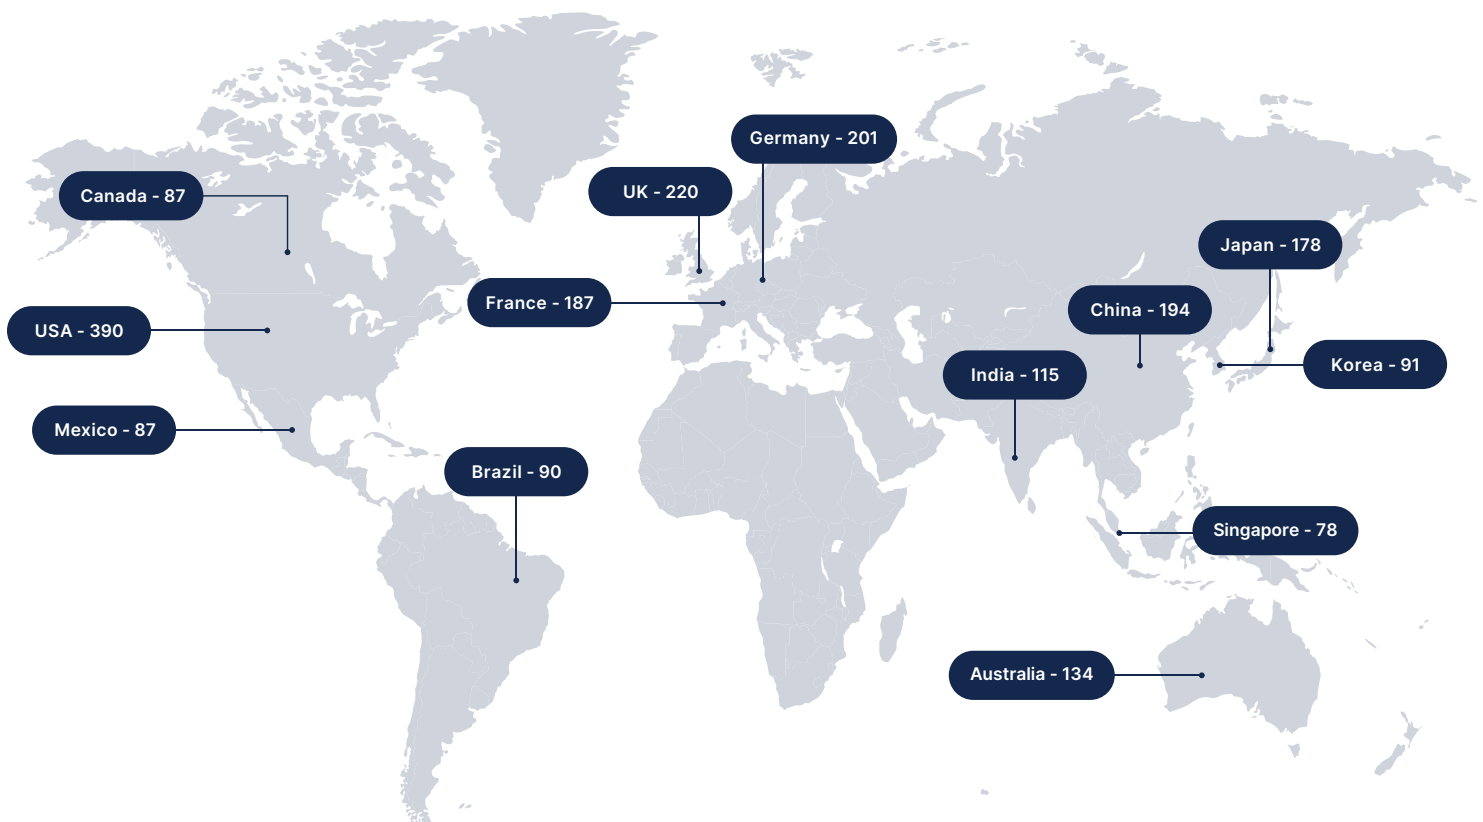 Germany - 201
UK - 220
Canada - 87
Japan - 178
France - 187
China - 194
USA - 390
Korea - 91
India - 115
Mexico - 87
Brazil - 90
Singapore - 78
Australia - 134